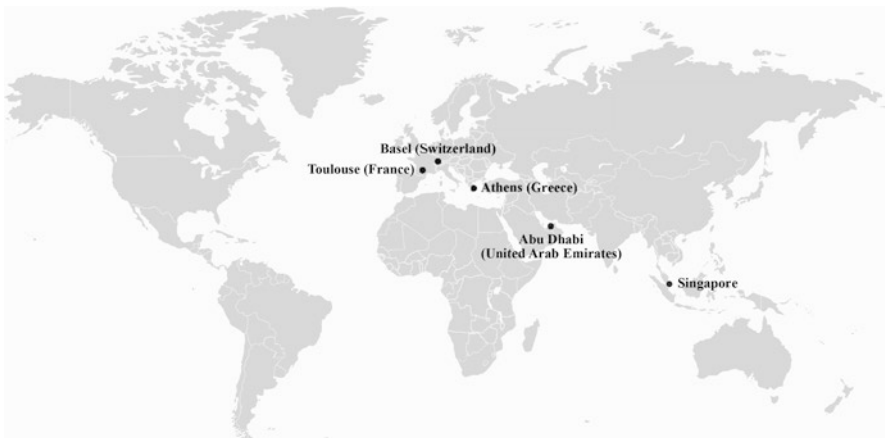 Basel (Switzerland)
Toulouse (France)
Athens (Greece)
Abu Dhabi
(United Arab Emirates)
Singapore